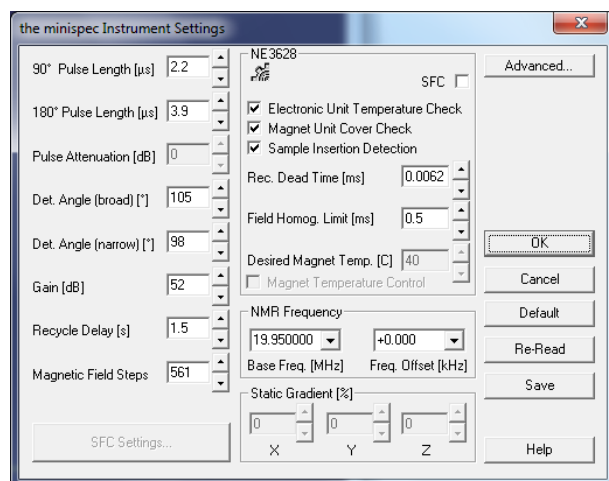 the minispec Instrument Settings
90° Pulse Length [µs] 2.2
180° Pulse Length [µs] 3.9
Pulse Attenuation [dB] 0
Det. Angle (broad) [°] 105
Det. Angle (narrow) [°] 98
Gain [dB] 52
Recycle Delay [s] 1.5
Magnetic Field Steps 561
SFC Settings...
NE3628
SFC
Electronic Unit Temperature Check
Magnet Unit Cover Check
Sample Insertion Detection
Rec. Dead Time [ms] 0.0062
Field Homog. Limit [ms] 0.5
Desired Magnet Temp. [C] 40
Magnet Temperature Control
NMR Frequency
19.950000 +0.000
Base Freq. [MHz] Freq. Offset [kHz]
Static Gradient [%]
0 0 0
X Y Z
Advanced...
OK
Cancel
Default
Re-Read
Save
Help